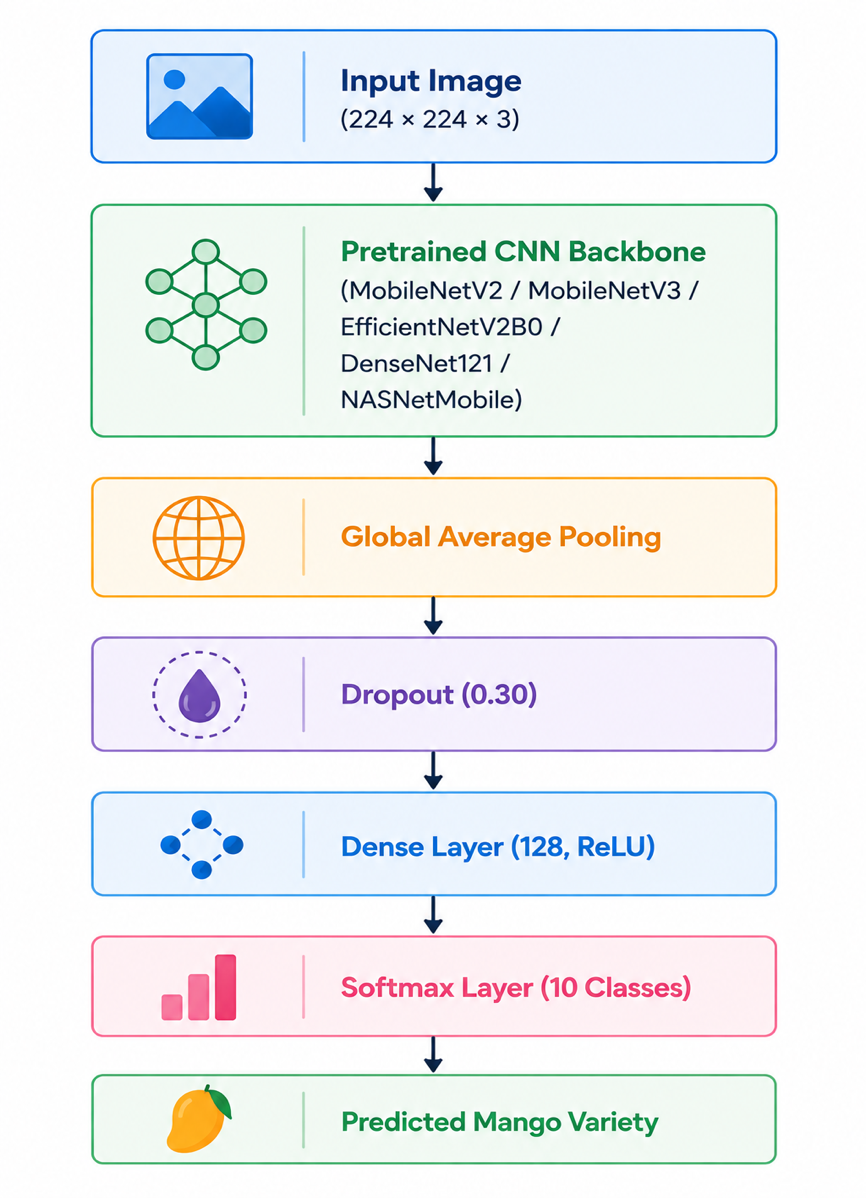 Input Image
(224 × 224 × 3)
Pretrained CNN Backbone
(MobileNetV2 / MobileNetV3 /
EfficientNetV2B0 /
DenseNet121 /
NASNetMobile)
Global Average Pooling
Dropout (0.30)
Dense Layer (128, ReLU)
Softmax Layer (10 Classes)
Predicted Mango Variety